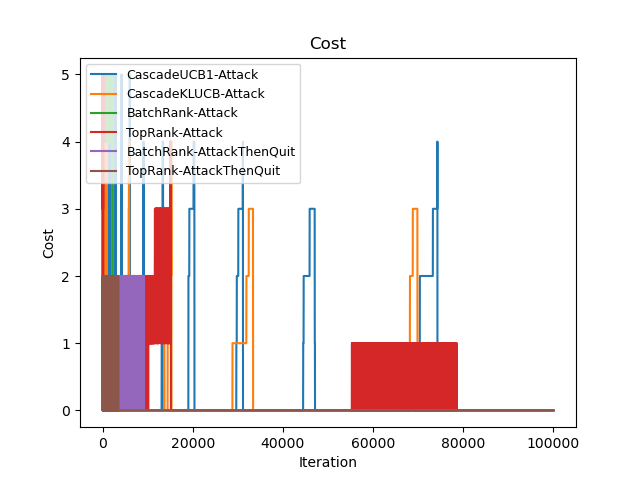 Cost
5
4
3
2
1
0
Cost
CascadeUCB1-Attack
CascadeKLUCB-Attack
BatchRank-Attack
TopRank-Attack
BatchRank-AttackThenQuit
TopRank-AttackThenQuit
0
20000
40000
60000
80000
100000
Iteration